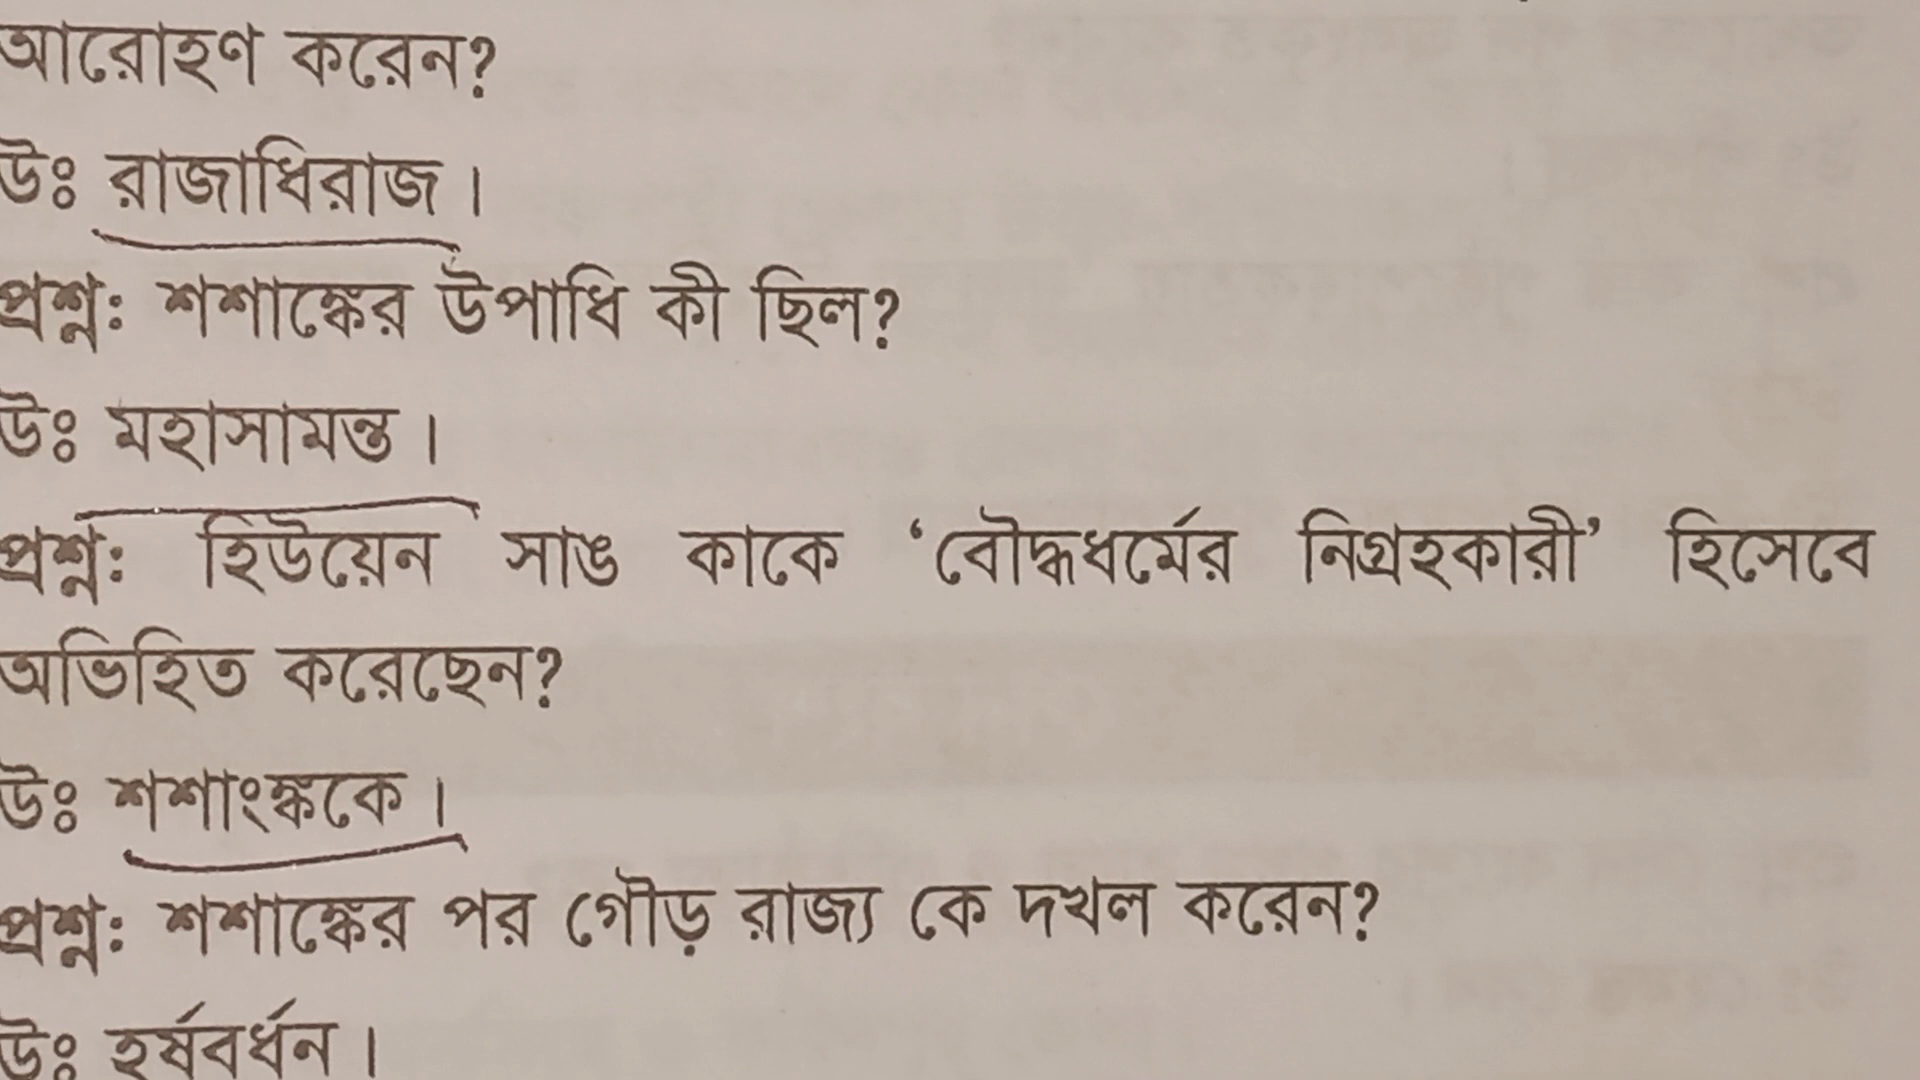 আরোহণ করেন?
উঃ রাজাধিরাজ।
প্রশ্ন: শশাঙ্কের উপাধি কী ছিল?
উঃ মহাসামন্ত।
প্রশ্ন: হিউয়েন সাঙ কাকে ‘বৌদ্ধধর্মের নিগ্রহকারী’ হিসেবে
অভিহিত করেছেন?
উঃ শশাংঙ্ককে।
প্রশ্ন: শশাঙ্কের পর গৌড় রাজ্য কে দখল করেন?
উঃ হর্ষবর্ধন।